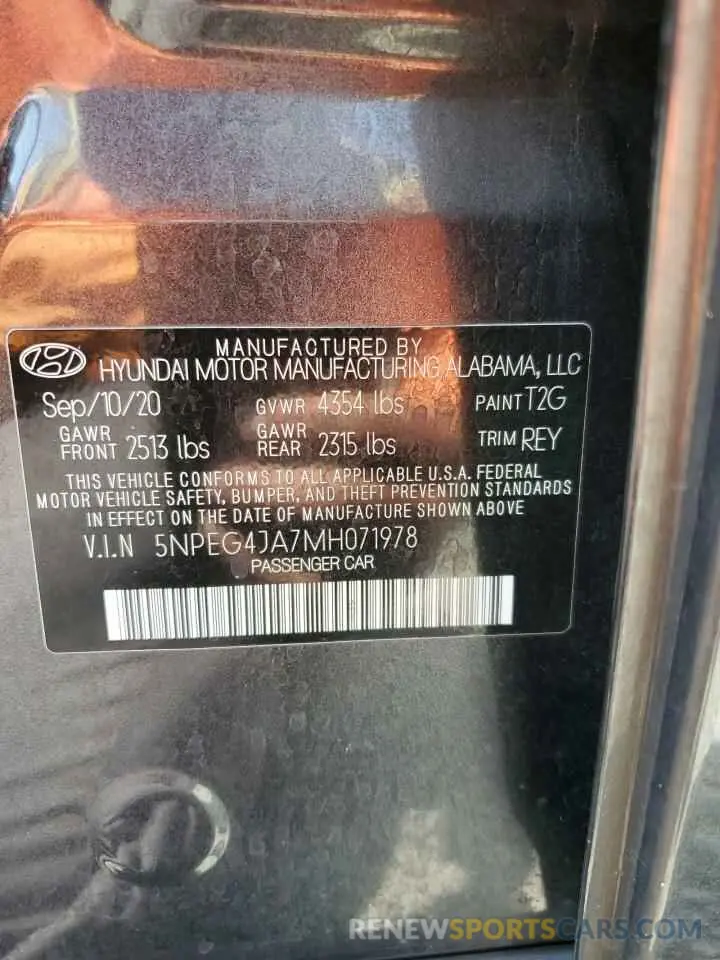 MANUFACTURED BY
HYUNDAI MOTOR MANUFACTURING ALABAMA, LLC
Sep/10/20 GVWR 4354 lbs PAINT T2G
GAWR FRONT 2513 lbs GAWR REAR 2315 lbs TRIM REY
THIS VEHICLE CONFORMS TO ALL APPLICABLE U.S.A. FEDERAL
MOTOR VEHICLE SAFETY, BUMPER, AND THEFT PREVENTION STANDARDS
IN EFFECT ON THE DATE OF MANUFACTURE SHOWN ABOVE
V.I.N 5NPEG4JA7MH071978
PASSENGER CAR
RENEWSPORTSCARS.COM